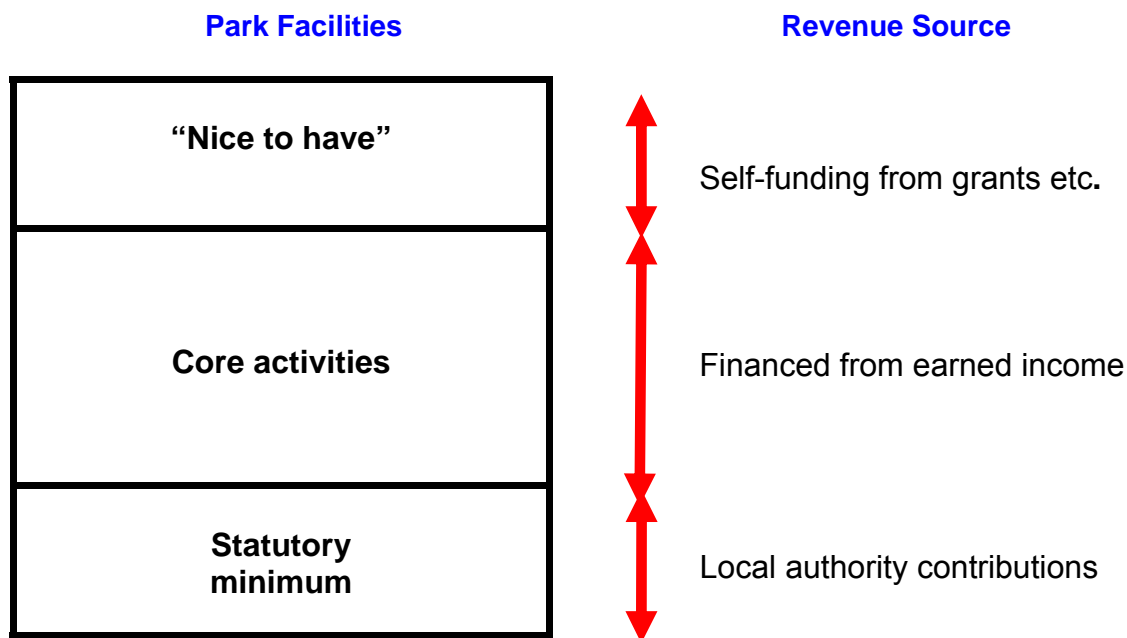 Park Facilities
Revenue Source
“Nice to have”
Self-funding from grants etc.
Core activities
Financed from earned income
Statutory
minimum
Local authority contributions